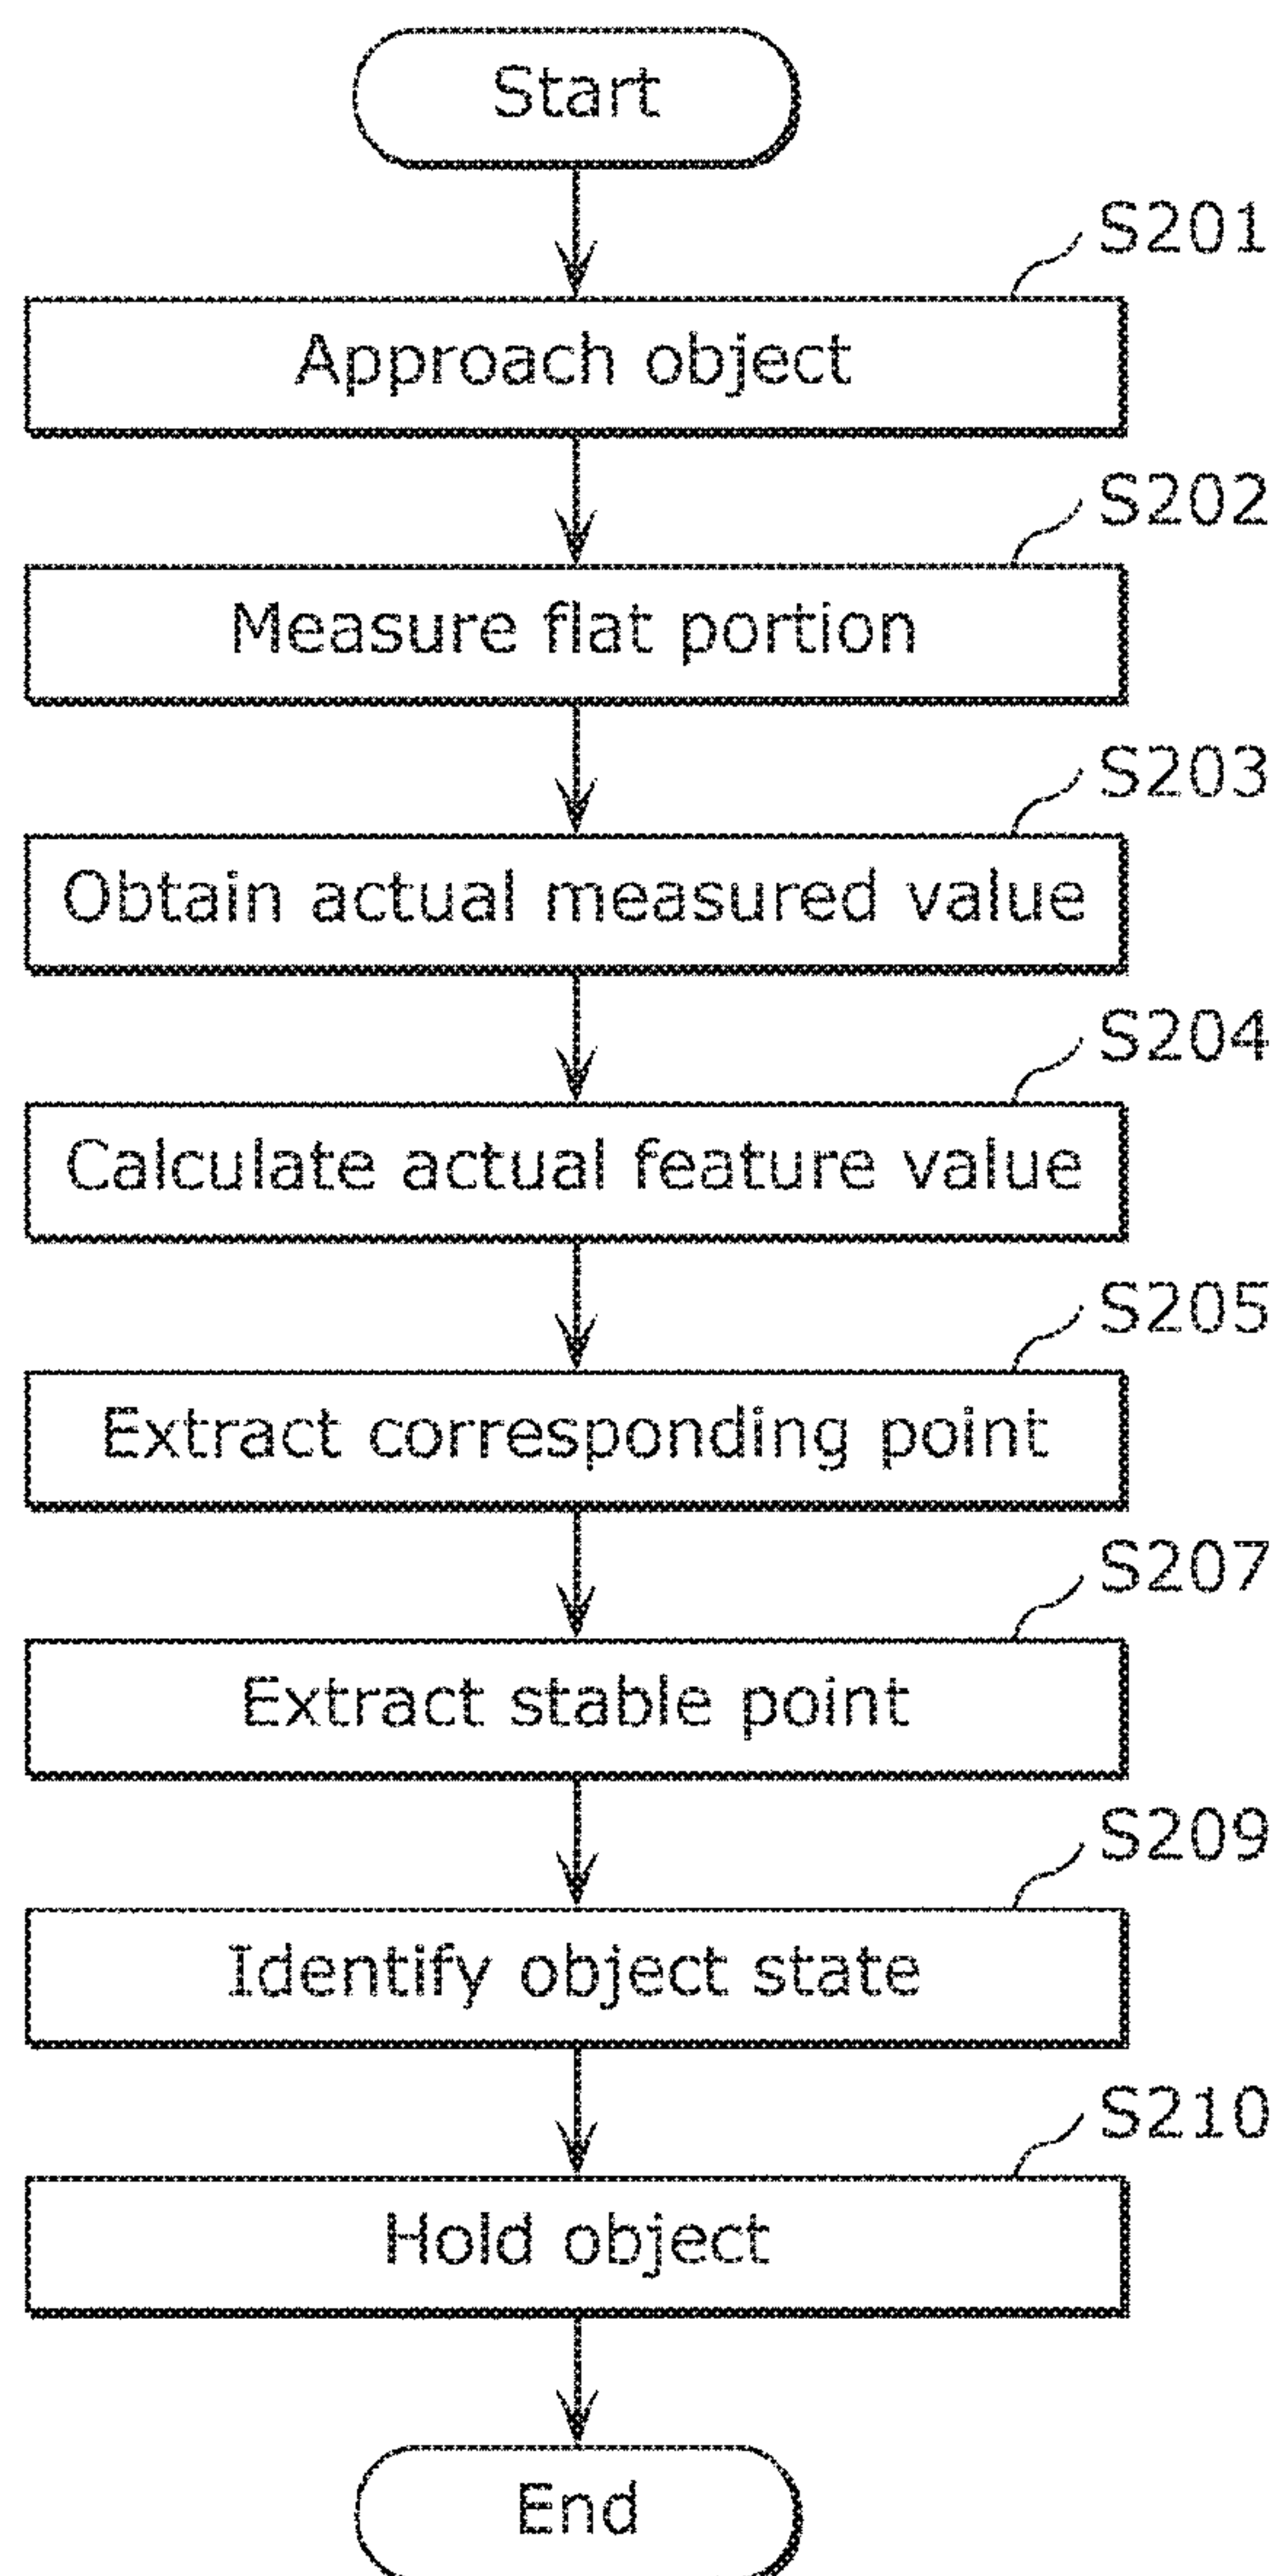 Start
S201
Approach object
S202
Measure flat portion
S203
Obtain actual measured value
S204
Calculate actual feature value
S205
Extract corresponding point
S207
Extract stable point
S209
Identify object state
S210
Hold object
End